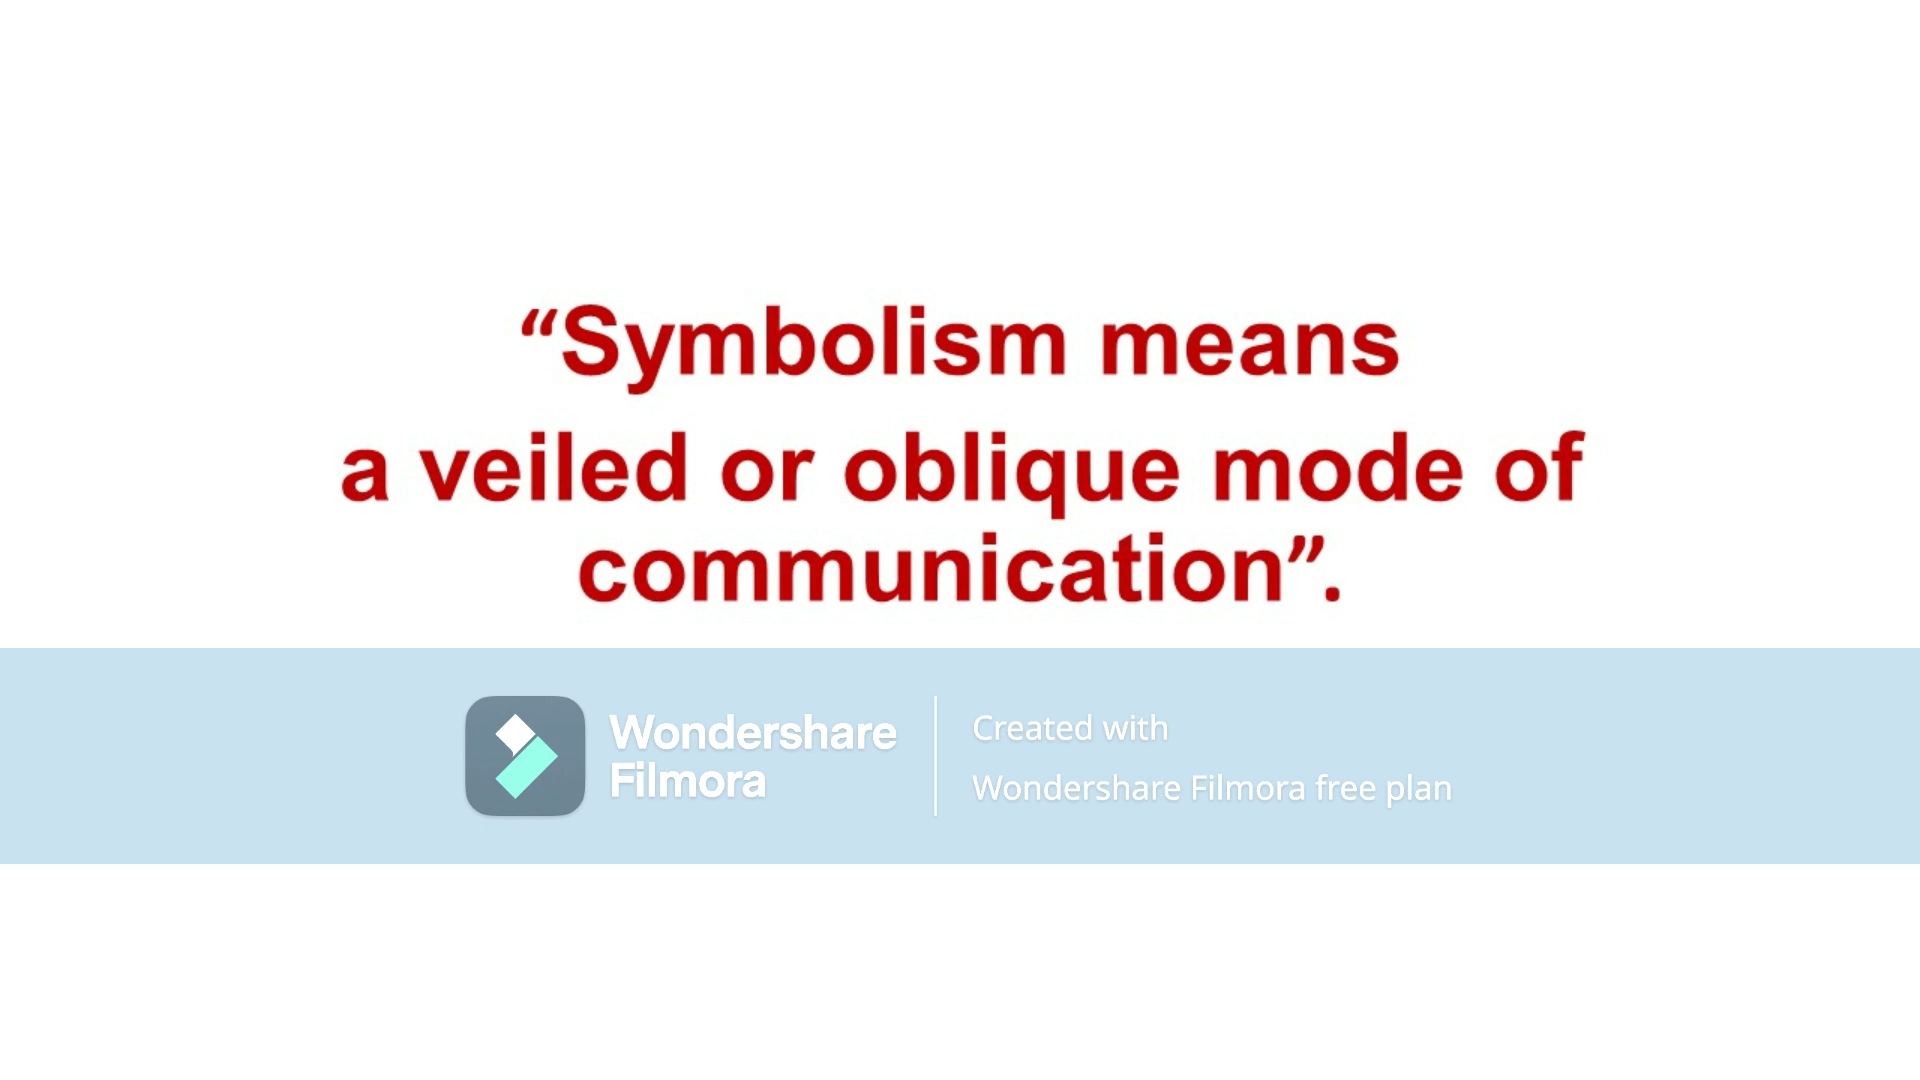 “Symbolism means
a veiled or oblique mode of
communication”.
Wondershare
Filmora
Created with
Wondershare Filmora free plan